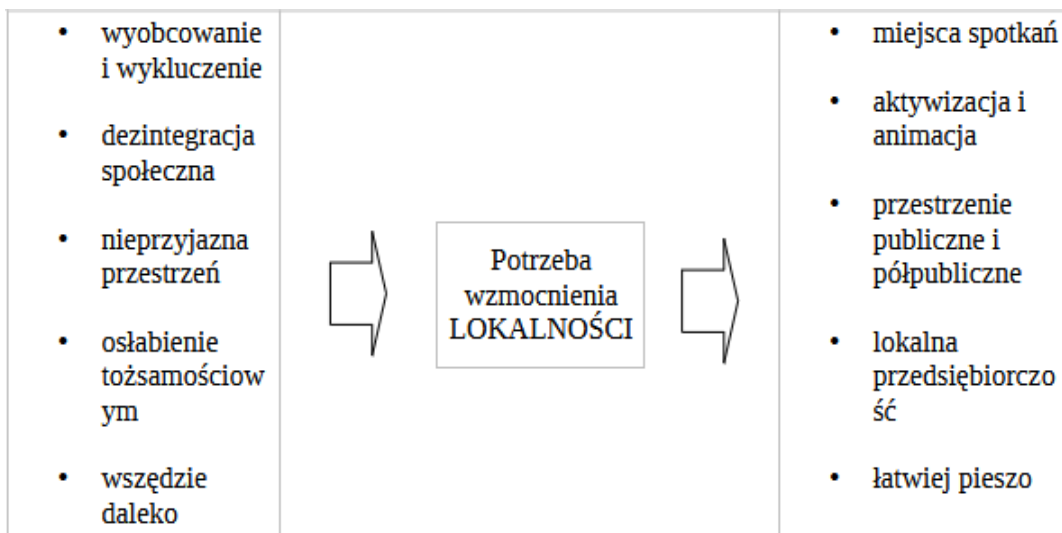 • wyobcowanie
i wykluczenie
• dezintegracja
społeczna
• nieprzyjazna
przestrzeń
• osłabienie
tożsamościow
ym
• wszędzie
daleko
Potrzeba
wzmocnienia
LOKALNOŚCI
• miejsca spotkań
• aktywizacja i
animacja
• przestrzenie
publiczne i
półpubliczne
• lokalna
przedsiębiorczo
ść
• łatwiej pieszo